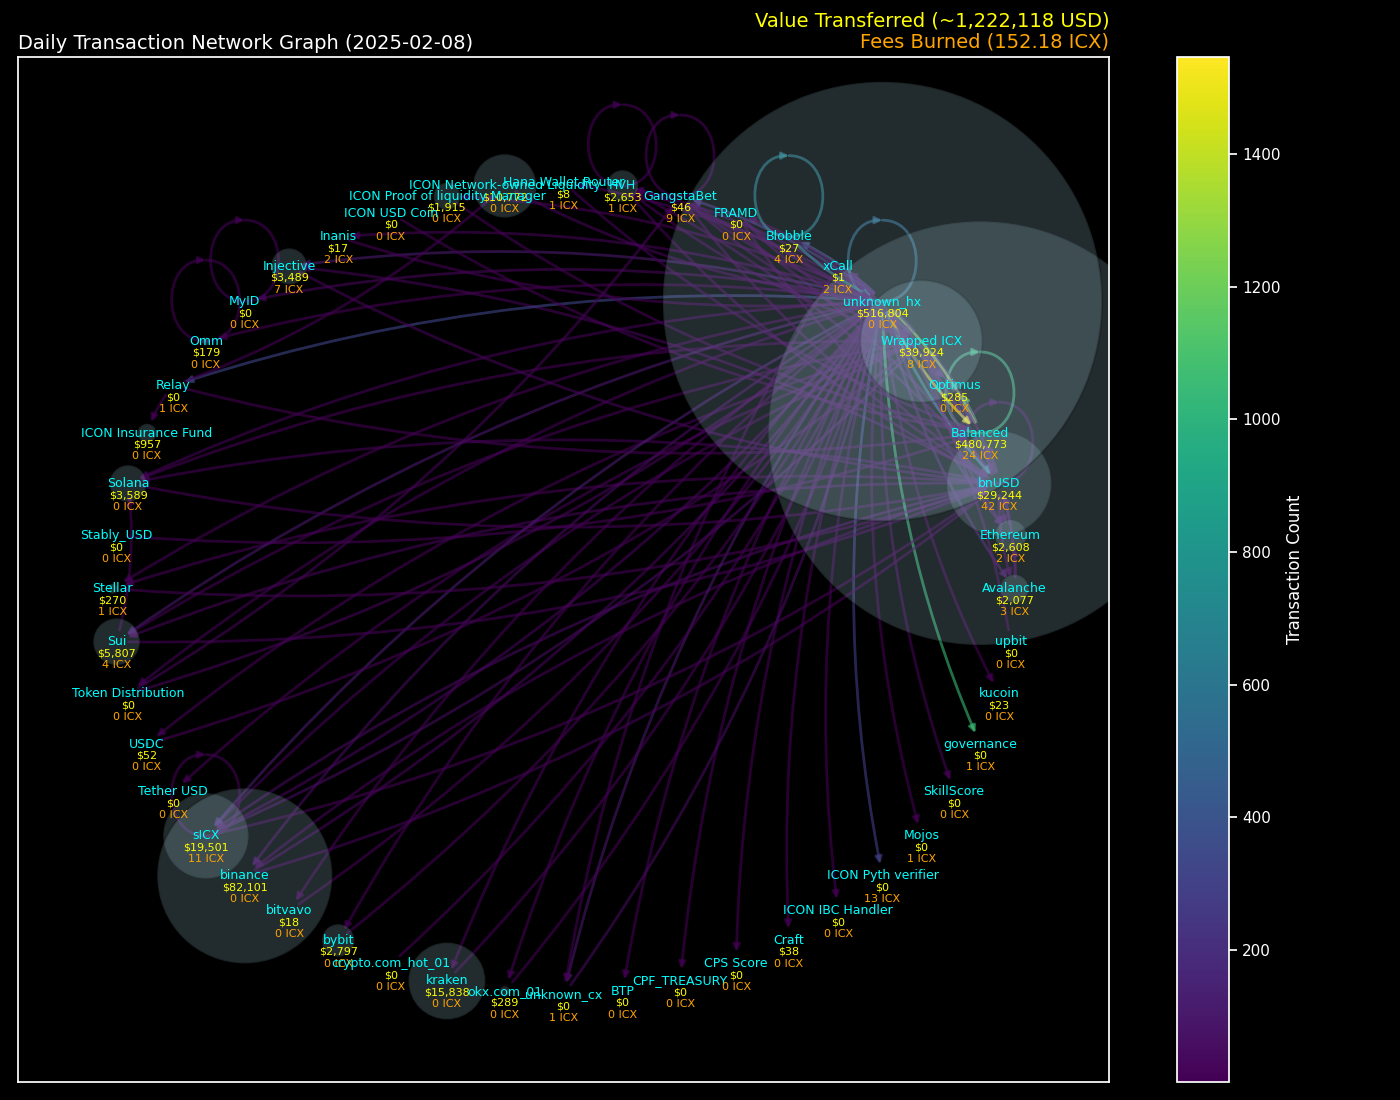 Value Transferred (~1,222,118 USD)
Daily Transaction Network Graph (2025-02-08)
Fees Burned (152.18 ICX)
Hana Wallet Router
$8
1 ICX
ICON Network-owned Liquidity
$10,772
0 ICX
HVH
$2,653
1 ICX
ICON Proof of liquidity Manager
$1,915
0 ICX
GangstaBet
$46
9 ICX
ICON USD Coin
$0
0 ICX
FRAMD
$0
0 ICX
Inanis
$17
2 ICX
Blobble
$27
4 ICX
Injective
$3,489
7 ICX
xCall
$1
2 ICX
MyID
$0
0 ICX
unknown_hx
$516,804
0 ICX
Omm
$179
0 ICX
Wrapped ICX
$39,924
8 ICX
Relay
$0
1 ICX
Optimus
$285
0 ICX
ICON Insurance Fund
$957
0 ICX
Balanced
$480,773
24 ICX
Solana
$3,589
0 ICX
bnUSD
$29,244
42 ICX
Stably_USD
$0
0 ICX
Ethereum
$2,608
2 ICX
Stellar
$270
1 ICX
Avalanche
$2,077
3 ICX
Sui
$5,807
4 ICX
upbit
$0
0 ICX
Token Distribution
$0
0 ICX
kucoin
$23
0 ICX
USDC
$52
0 ICX
governance
$0
1 ICX
Tether USD
$0
0 ICX
SkillScore
$0
0 ICX
sICX
$19,501
11 ICX
Mojos
$0
1 ICX
binance
$82,101
0 ICX
ICON Pyth verifier
$0
13 ICX
bitvavo
$18
0 ICX
ICON IBC Handler
$0
0 ICX
bybit
$2,797
0 ICX
Craft
$38
0 ICX
crypto.com_hot_01
$0
0 ICX
CPS Score
$0
0 ICX
kraken
$15,838
0 ICX
CPF_TREASURY
$0
0 ICX
okx.com_01
$289
0 ICX
unknown_cx
$0
1 ICX
BTP
$0
0 ICX
1400
1200
1000
800
600
400
200
Transaction Count